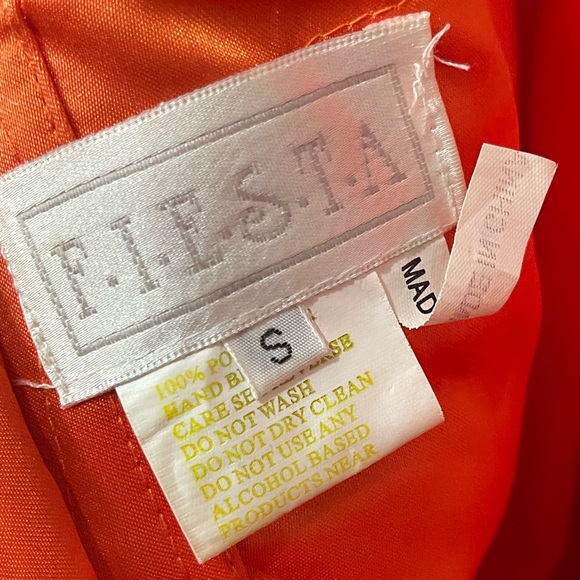 F.I.E.S.T.A
S
MAD
100% PO
HAND B
CARE SE VERSE
DO NOT WASH
DO NOT DRY CLEAN
DO NOT USE ANY
ALCOHOL BASED
PRODUCTS NEAR